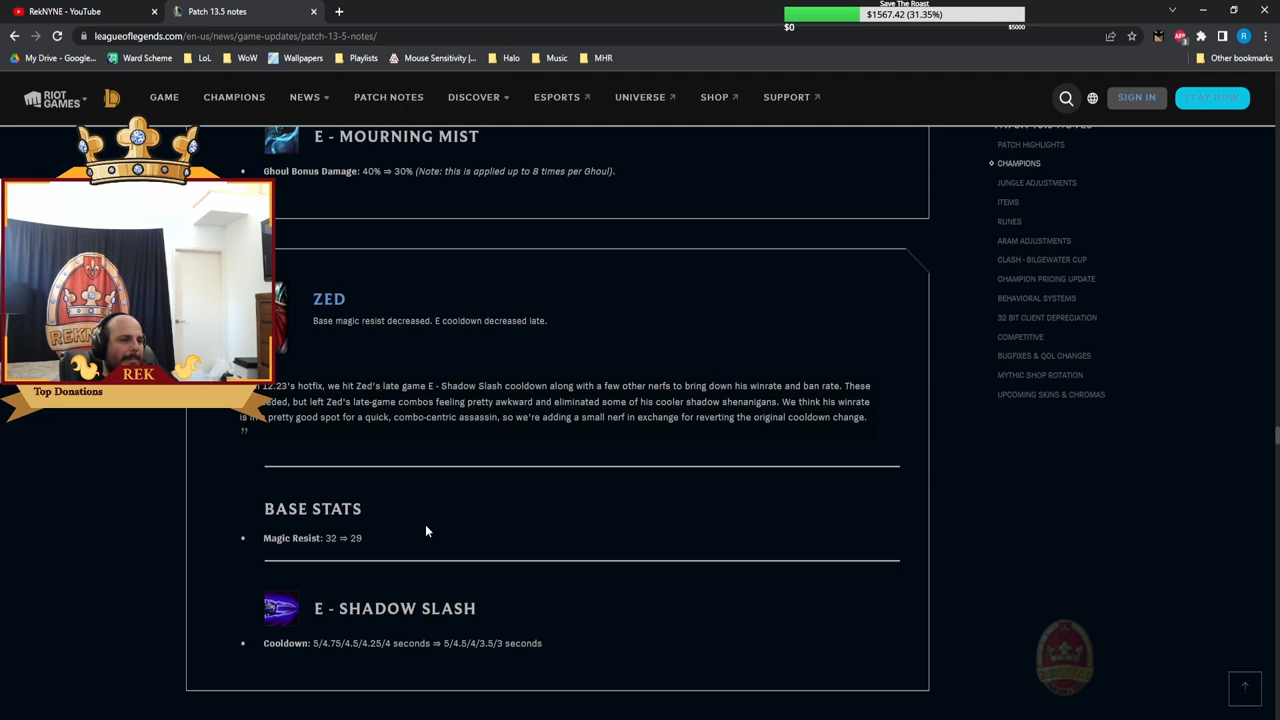 RekNYNE - YouTube
Patch 13.5 notes
Save The Roast
$1567.42 (31.35%)
$0
$5000
leagueoflegends.com/en-us/news/game-updates/patch-13-5-notes/
My Drive - Google...
Ward Scheme
LoL
WoW
Wallpapers
Playlists
Mouse Sensitivity |...
Halo
Music
MHR
Other bookmarks
RIOT GAMES
GAME
CHAMPIONS
NEWS
PATCH NOTES
DISCOVER
ESPORTS
UNIVERSE
SHOP
SUPPORT
SIGN IN
PLAY NOW
E - MOURNING MIST
Ghoul Bonus Damage: 40% ⇒ 30% (Note: this is applied up to 8 times per Ghoul).
PATCH 13.5 NOTES
PATCH HIGHLIGHTS
CHAMPIONS
JUNGLE ADJUSTMENTS
ITEMS
RUNES
ARAM ADJUSTMENTS
CLASH - BILGEWATER CUP
CHAMPION PRICING UPDATE
BEHAVIORAL SYSTEMS
32 BIT CLIENT DEPRECIATION
COMPETITIVE
BUGFIXES & QOL CHANGES
MYTHIC SHOP ROTATION
UPCOMING SKINS & CHROMAS
REKNYNE
REK
Top Donations
ZED
Base magic resist decreased. E cooldown decreased late.
12.23's hotfix, we hit Zed's late game E - Shadow Slash cooldown along with a few other nerfs to bring down his winrate and ban rate. These
but left Zed's late-game combos feeling pretty awkward and eliminated some of his cooler shadow shenanigans. We think his winrate
is in a pretty good spot for a quick, combo-centric assassin, so we're adding a small nerf in exchange for reverting the original cooldown change.
"
BASE STATS
Magic Resist: 32 ⇒ 29
E - SHADOW SLASH
Cooldown: 5/4.75/4.5/4.25/4 seconds ⇒ 5/4.5/4/3.5/3 seconds